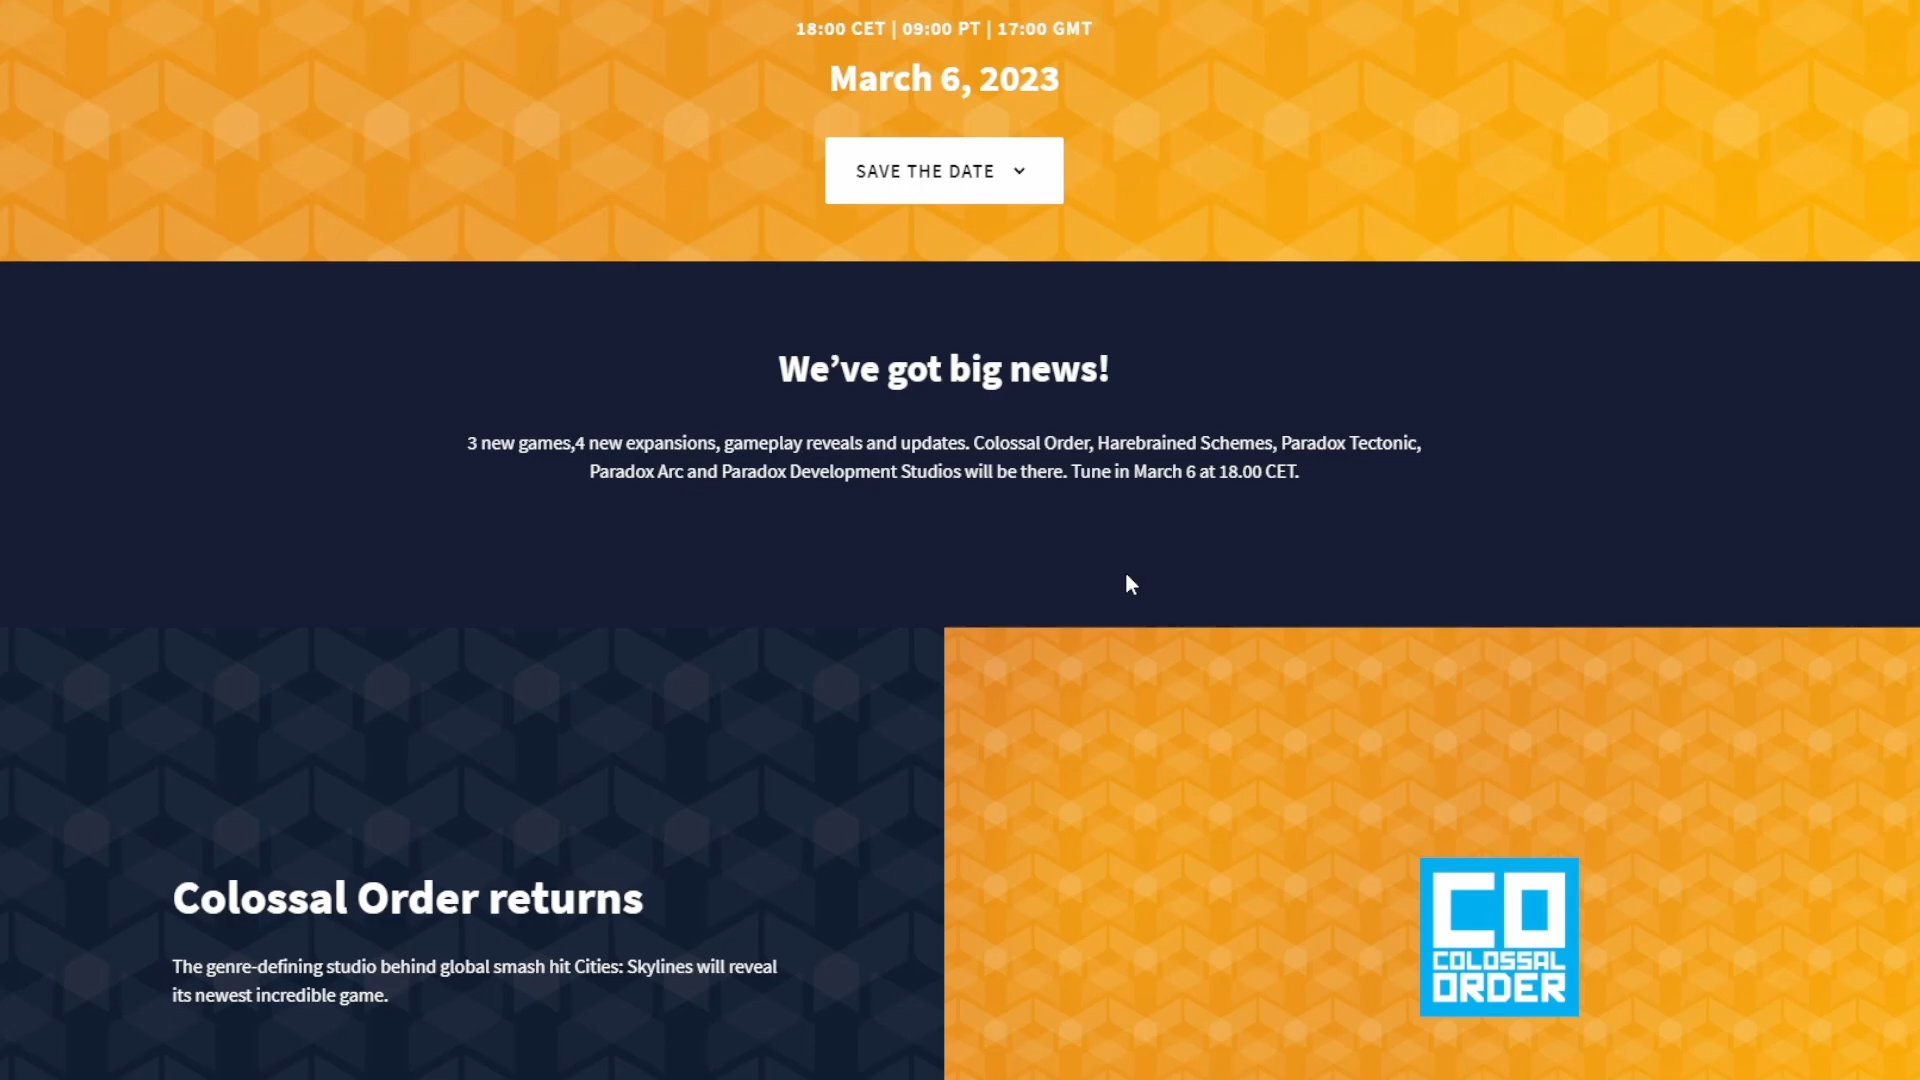 18:00 CET | 09:00 PT | 17:00 GMT
March 6, 2023
SAVE THE DATE
We’ve got big news!
3 new games,4 new expansions, gameplay reveals and updates. Colossal Order, Harebrained Schemes, Paradox Tectonic,
Paradox Arc and Paradox Development Studios will be there. Tune in March 6 at 18.00 CET.
Colossal Order returns
The genre-defining studio behind global smash hit Cities: Skylines will reveal
its newest incredible game.
CO
COLOSSAL
ORDER